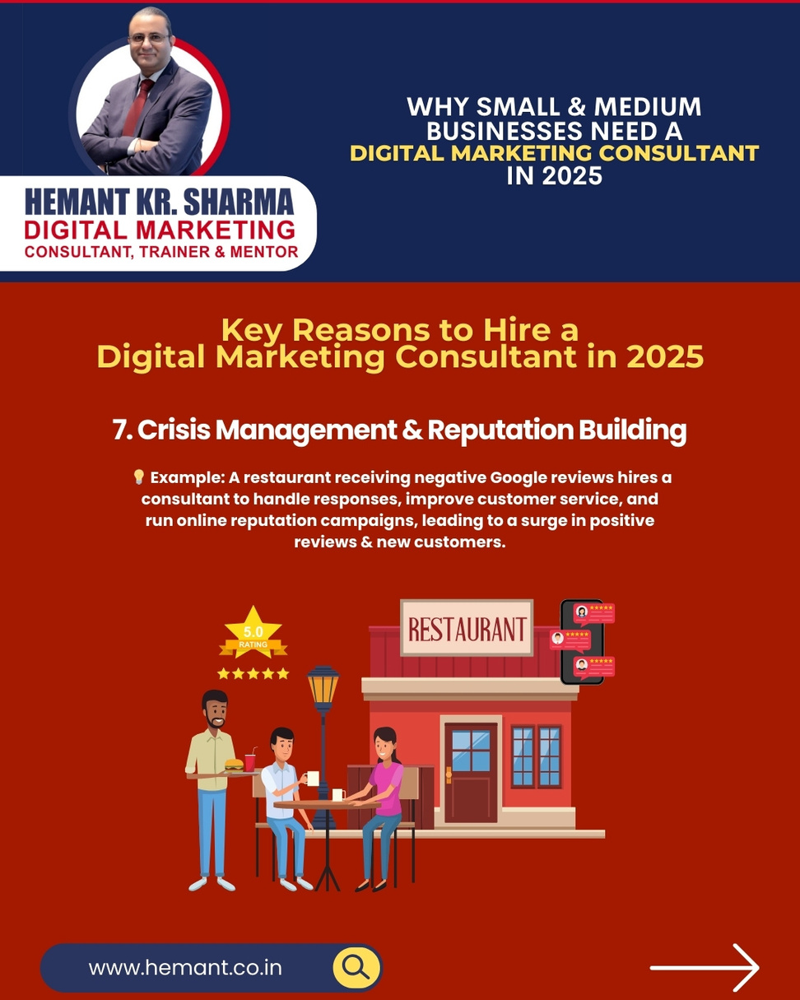 HEMANT KR. SHARMA
DIGITAL MARKETING
CONSULTANT, TRAINER & MENTOR
WHY SMALL & MEDIUM
BUSINESSES NEED A
DIGITAL MARKETING CONSULTANT
IN 2025
Key Reasons to Hire a
Digital Marketing Consultant in 2025
7. Crisis Management & Reputation Building
💡 Example: A restaurant receiving negative Google reviews hires a
consultant to handle responses, improve customer service, and
run online reputation campaigns, leading to a surge in positive
reviews & new customers.
5.0
RATING
RESTAURANT
www.hemant.co.in